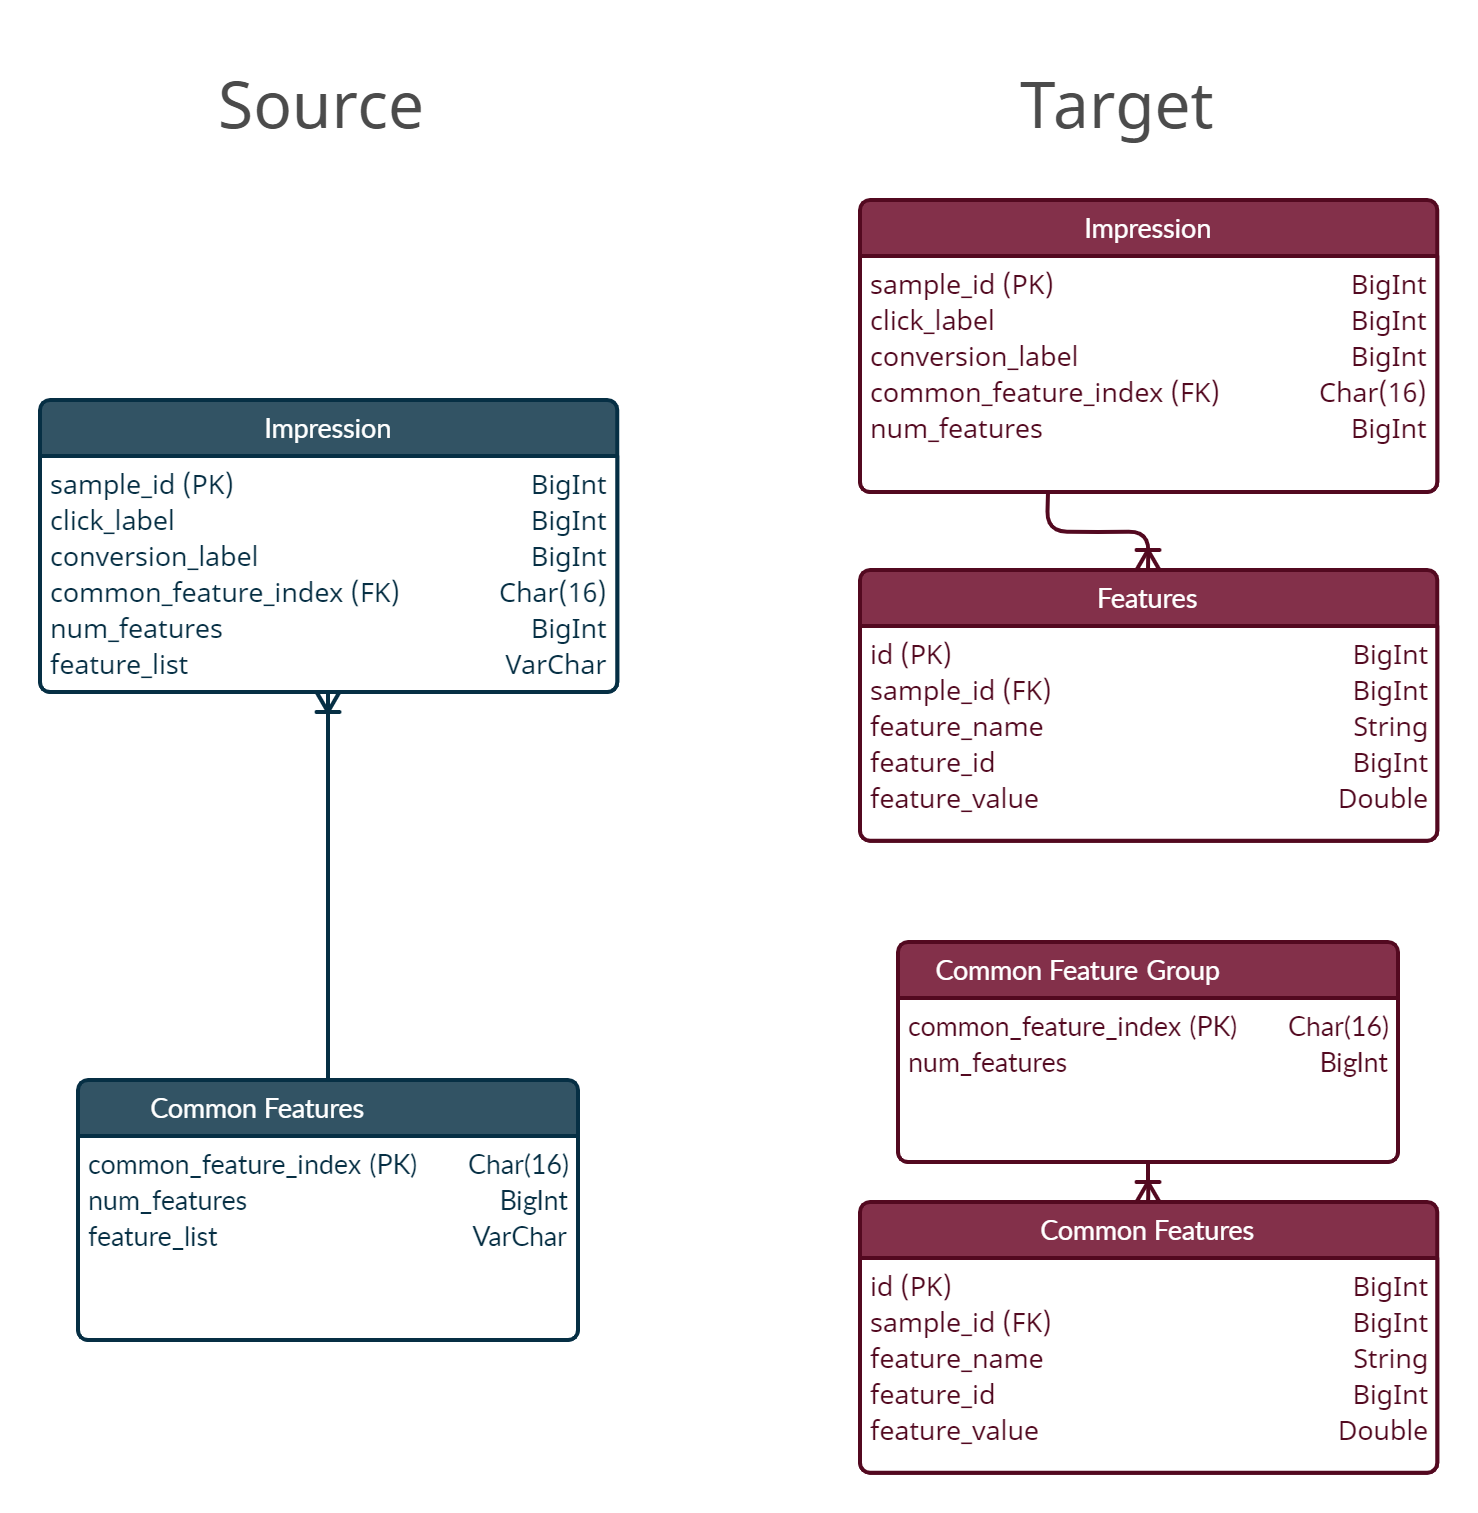 Source
Impression
sample_id (PK) BigInt
click_label BigInt
conversion_label BigInt
common_feature_index (FK) Char(16)
num_features BigInt
feature_list VarChar
Common Features
common_feature_index (PK) Char(16)
num_features BigInt
feature_list VarChar
Target
Impression
sample_id (PK) BigInt
click_label BigInt
conversion_label BigInt
common_feature_index (FK) Char(16)
num_features BigInt
Features
id (PK) BigInt
sample_id (FK) BigInt
feature_name String
feature_id BigInt
feature_value Double
Common Feature Group
common_feature_index (PK) Char(16)
num_features BigInt
Common Features
id (PK) BigInt
sample_id (FK) BigInt
feature_name String
feature_id BigInt
feature_value Double